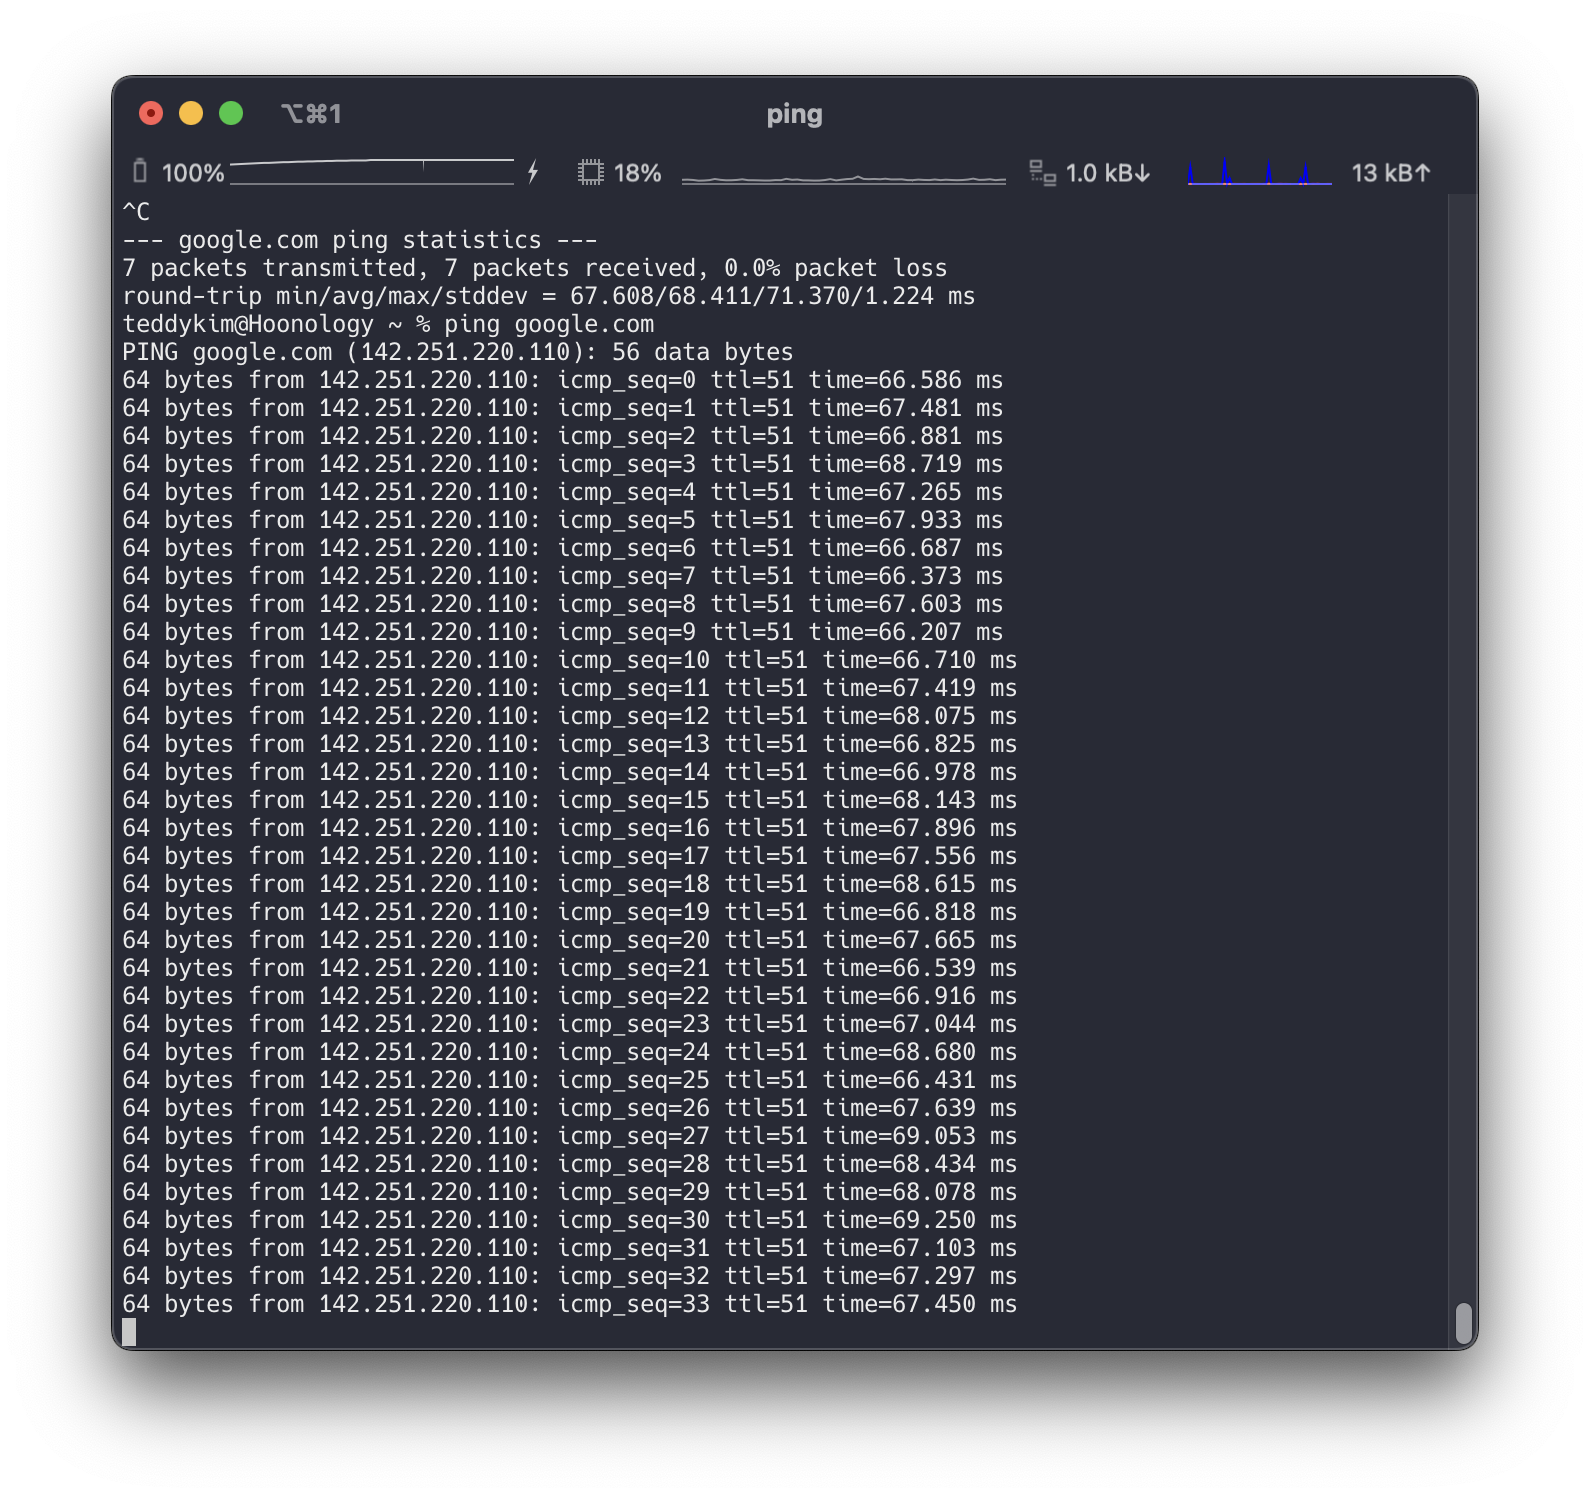 ⌥⌘1 ping
100% 18% 1.0 kB↓ 13 kB↑
^C
--- google.com ping statistics ---
7 packets transmitted, 7 packets received, 0.0% packet loss
round-trip min/avg/max/stddev = 67.608/68.411/71.370/1.224 ms
teddykim@Hoonology ~ % ping google.com
PING google.com (142.251.220.110): 56 data bytes
64 bytes from 142.251.220.110: icmp_seq=0 ttl=51 time=66.586 ms
64 bytes from 142.251.220.110: icmp_seq=1 ttl=51 time=67.481 ms
64 bytes from 142.251.220.110: icmp_seq=2 ttl=51 time=66.881 ms
64 bytes from 142.251.220.110: icmp_seq=3 ttl=51 time=68.719 ms
64 bytes from 142.251.220.110: icmp_seq=4 ttl=51 time=67.265 ms
64 bytes from 142.251.220.110: icmp_seq=5 ttl=51 time=67.933 ms
64 bytes from 142.251.220.110: icmp_seq=6 ttl=51 time=66.687 ms
64 bytes from 142.251.220.110: icmp_seq=7 ttl=51 time=66.373 ms
64 bytes from 142.251.220.110: icmp_seq=8 ttl=51 time=67.603 ms
64 bytes from 142.251.220.110: icmp_seq=9 ttl=51 time=66.207 ms
64 bytes from 142.251.220.110: icmp_seq=10 ttl=51 time=66.710 ms
64 bytes from 142.251.220.110: icmp_seq=11 ttl=51 time=67.419 ms
64 bytes from 142.251.220.110: icmp_seq=12 ttl=51 time=68.075 ms
64 bytes from 142.251.220.110: icmp_seq=13 ttl=51 time=66.825 ms
64 bytes from 142.251.220.110: icmp_seq=14 ttl=51 time=66.978 ms
64 bytes from 142.251.220.110: icmp_seq=15 ttl=51 time=68.143 ms
64 bytes from 142.251.220.110: icmp_seq=16 ttl=51 time=67.896 ms
64 bytes from 142.251.220.110: icmp_seq=17 ttl=51 time=67.556 ms
64 bytes from 142.251.220.110: icmp_seq=18 ttl=51 time=68.615 ms
64 bytes from 142.251.220.110: icmp_seq=19 ttl=51 time=66.818 ms
64 bytes from 142.251.220.110: icmp_seq=20 ttl=51 time=67.665 ms
64 bytes from 142.251.220.110: icmp_seq=21 ttl=51 time=66.539 ms
64 bytes from 142.251.220.110: icmp_seq=22 ttl=51 time=66.916 ms
64 bytes from 142.251.220.110: icmp_seq=23 ttl=51 time=67.044 ms
64 bytes from 142.251.220.110: icmp_seq=24 ttl=51 time=68.680 ms
64 bytes from 142.251.220.110: icmp_seq=25 ttl=51 time=66.431 ms
64 bytes from 142.251.220.110: icmp_seq=26 ttl=51 time=67.639 ms
64 bytes from 142.251.220.110: icmp_seq=27 ttl=51 time=69.053 ms
64 bytes from 142.251.220.110: icmp_seq=28 ttl=51 time=68.434 ms
64 bytes from 142.251.220.110: icmp_seq=29 ttl=51 time=68.078 ms
64 bytes from 142.251.220.110: icmp_seq=30 ttl=51 time=69.250 ms
64 bytes from 142.251.220.110: icmp_seq=31 ttl=51 time=67.103 ms
64 bytes from 142.251.220.110: icmp_seq=32 ttl=51 time=67.297 ms
64 bytes from 142.251.220.110: icmp_seq=33 ttl=51 time=67.450 ms